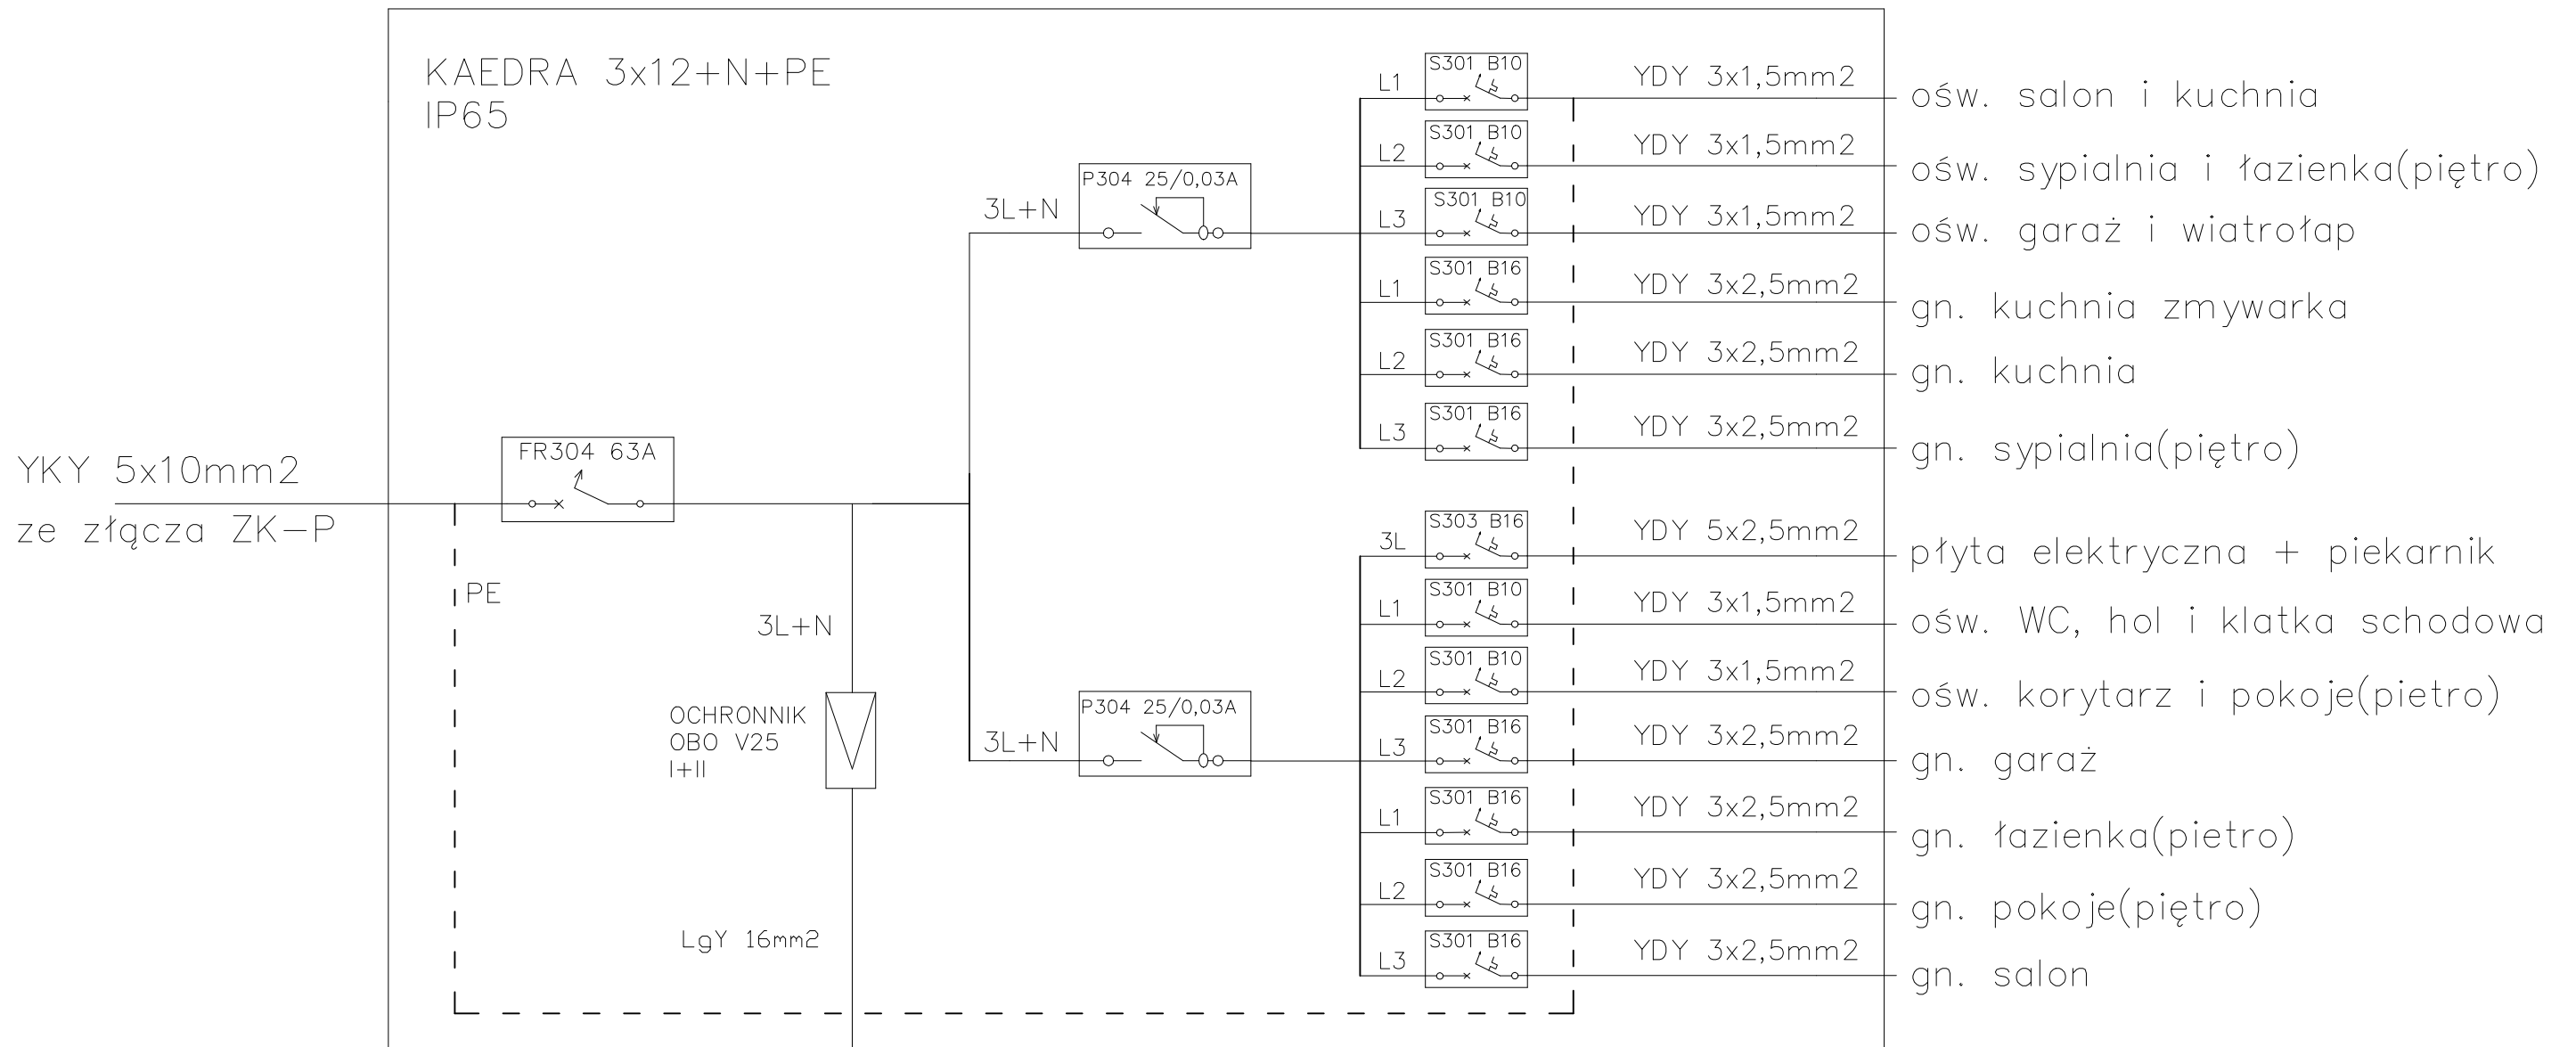 KAEDRA 3x12+N+PE
IP65
YKY 5x10mm2
ze złącza ZK-P
FR304 63A
PE
3L+N
OCHRONNIK
OBO V25
I+II
LgY 16mm2
3L+N
P304 25/0,03A
L1 S301 B10 YDY 3x1,5mm2 ośw. salon i kuchnia
L2 S301 B10 YDY 3x1,5mm2 ośw. sypialnia i łazienka(piętro)
L3 S301 B10 YDY 3x1,5mm2 ośw. garaż i wiatrołap
L1 S301 B16 YDY 3x2,5mm2 gn. kuchnia zmywarka
L2 S301 B16 YDY 3x2,5mm2 gn. kuchnia
L3 S301 B16 YDY 3x2,5mm2 gn. sypialnia(piętro)
3L+N
P304 25/0,03A
3L S303 B16 YDY 5x2,5mm2 płyta elektryczna + piekarnik
L1 S301 B10 YDY 3x1,5mm2 ośw. WC, hol i klatka schodowa
L2 S301 B10 YDY 3x1,5mm2 ośw. korytarz i pokoje(pietro)
L3 S301 B16 YDY 3x2,5mm2 gn. garaż
L1 S301 B16 YDY 3x2,5mm2 gn. łazienka(pietro)
L2 S301 B16 YDY 3x2,5mm2 gn. pokoje(piętro)
L3 S301 B16 YDY 3x2,5mm2 gn. salon